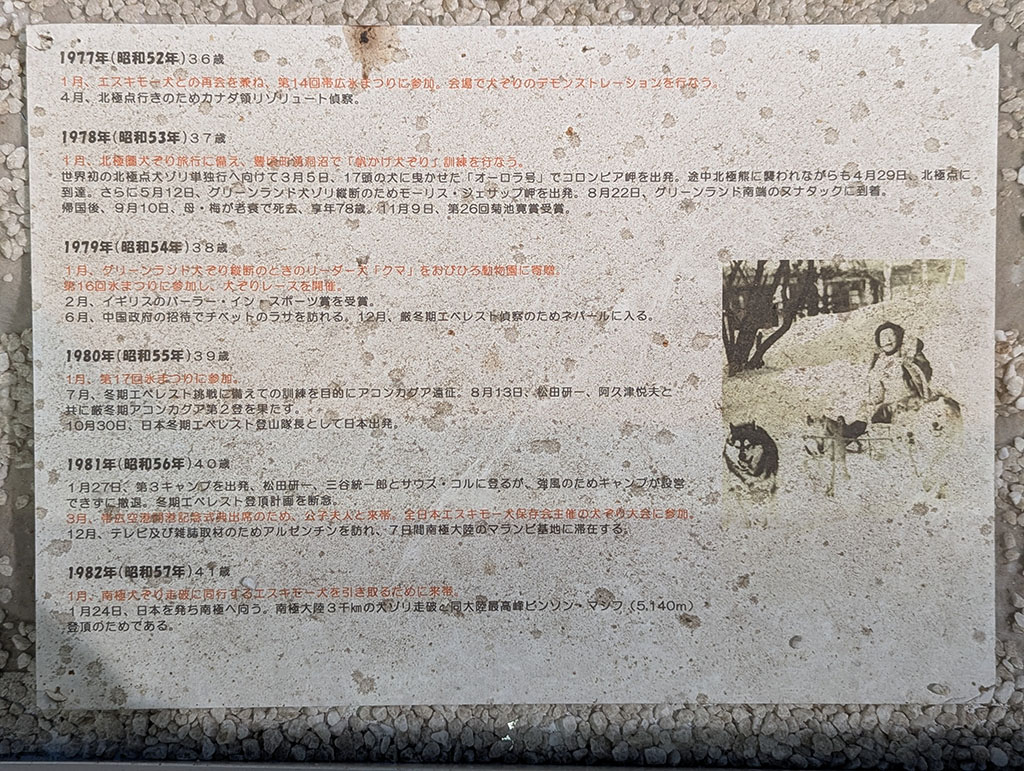 1977年(昭和52年)36歳
1月、エスキモー犬との再会を兼ね、第14回帯広氷まつりに参加。会場で犬ぞりのデモンストレーションを行なう。
4月、北極点行きのためカナダ領リゾリュート偵察。
1978年(昭和53年)37歳
1月、北極圏犬ぞり旅行に備え、豊頃町湧洞沼で「帆かけ犬ぞり」訓練を行なう。
世界初の北極点犬ゾリ単独行へ向けて3月5日、17頭の犬に曳かせた「オーロラ号」でコロンビア岬を出発。途中北極熊に襲われながらも4月29日、北極点に
到達。さらに5月12日、グリーンランド犬ゾリ縦断のためモーリス・ジェサップ岬を出発。8月22日、グリーンランド南端のヌナタックに到着。
帰国後、9月10日、母・梅が老衰で死去、享年78歳。11月9日、第26回菊池寛賞受賞。
1979年(昭和54年)38歳
1月、グリーンランド犬ぞり縦断のときのリーダー犬「クマ」をおびひろ動物園に寄贈。
第16回氷まつりに参加し、犬ぞりレースを開催。
2月、イギリスのバーラー・イン・スポーツ賞を受賞。
6月、中国政府の招待でチベットのラサを訪れる。12月、厳冬期エベレスト偵察のためネパールに入る。
1980年(昭和55年)39歳
1月、第17回氷まつりに参加。
7月、冬期エベレスト挑戦に備えての訓練を目的にアコンカグア遠征。8月13日、松田研一、阿久津悦夫と
共に厳冬期アコンカグア第2登を果たす。
10月30日、日本冬期エベレスト登山隊長として日本出発。
1981年(昭和56年)40歳
1月27日、第3キャンプを出発、松田研一、三谷統一郎とサウス・コルに登るが、強風のためキャンプが設営
できずに撤退。冬期エベレスト登頂計画を断念。
3月、帯広空港開港記念式典出席のため、公子夫人と来帯。全日本エスキモー犬保存会主催の犬ぞり大会に参加。
12月、テレビ及び雑誌取材のためアルゼンチンを訪れ、7日間南極大陸のマランビ基地に滞在する。
1982年(昭和57年)41歳
1月、南極犬ぞり走破に同行するエスキモー犬を引き取るために来帯。
1月24日、日本を発ち南極へ向う。南極大陸3千kmの犬ゾリ走破と同大陸最高峰ビンソン・マシフ(5,140m)
登頂のためである。